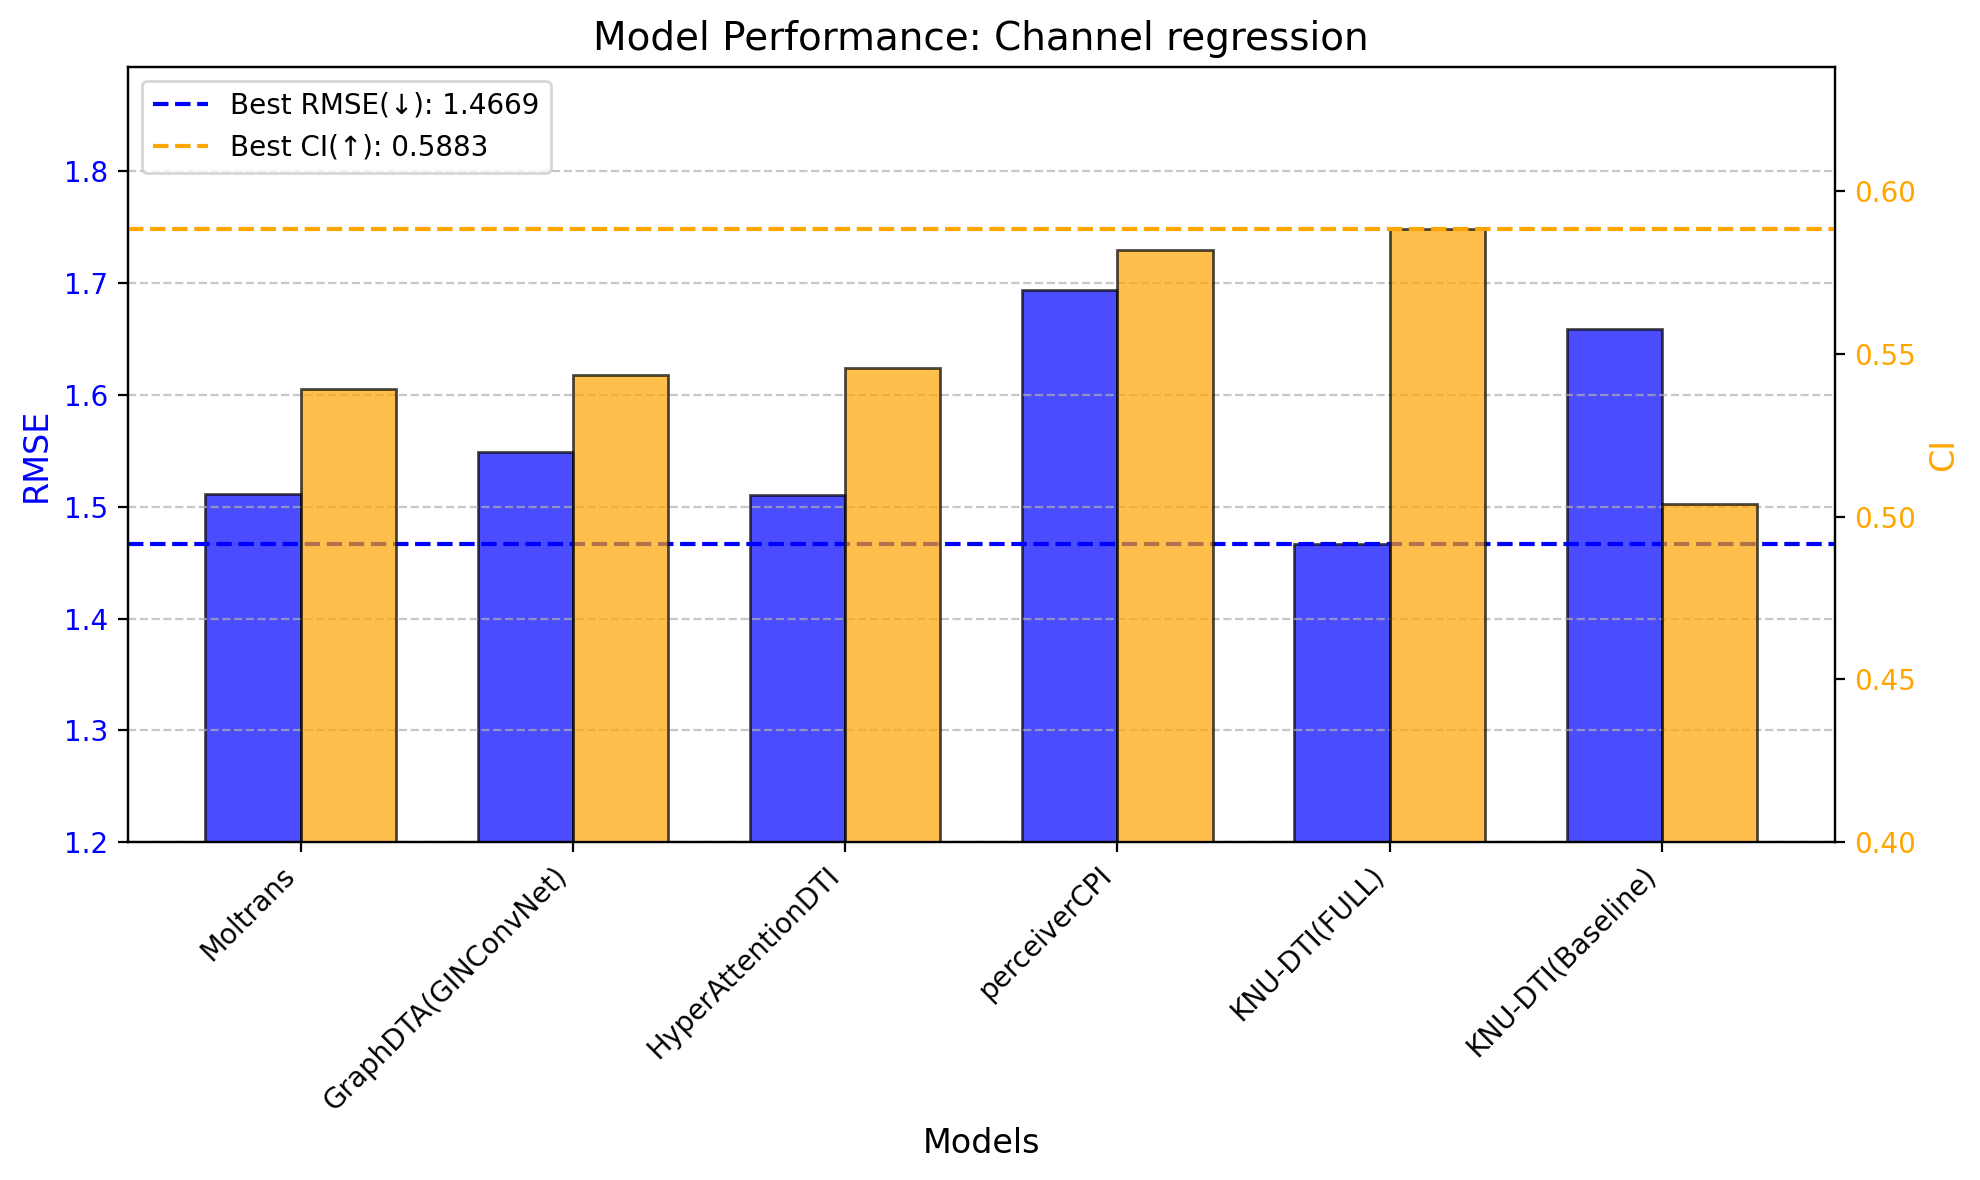 Model Performance: Channel regression
Best RMSE(↓): 1.4669
Best CI(↑): 0.5883
RMSE
1.8
1.7
1.6
1.5
1.4
1.3
1.2
CI
0.60
0.55
0.50
0.45
0.40
Moltrans
GraphDTA(GINConvNet)
HyperAttentionDTI
perceiverCPI
KNU-DTI(FULL)
KNU-DTI(Baseline)
Models